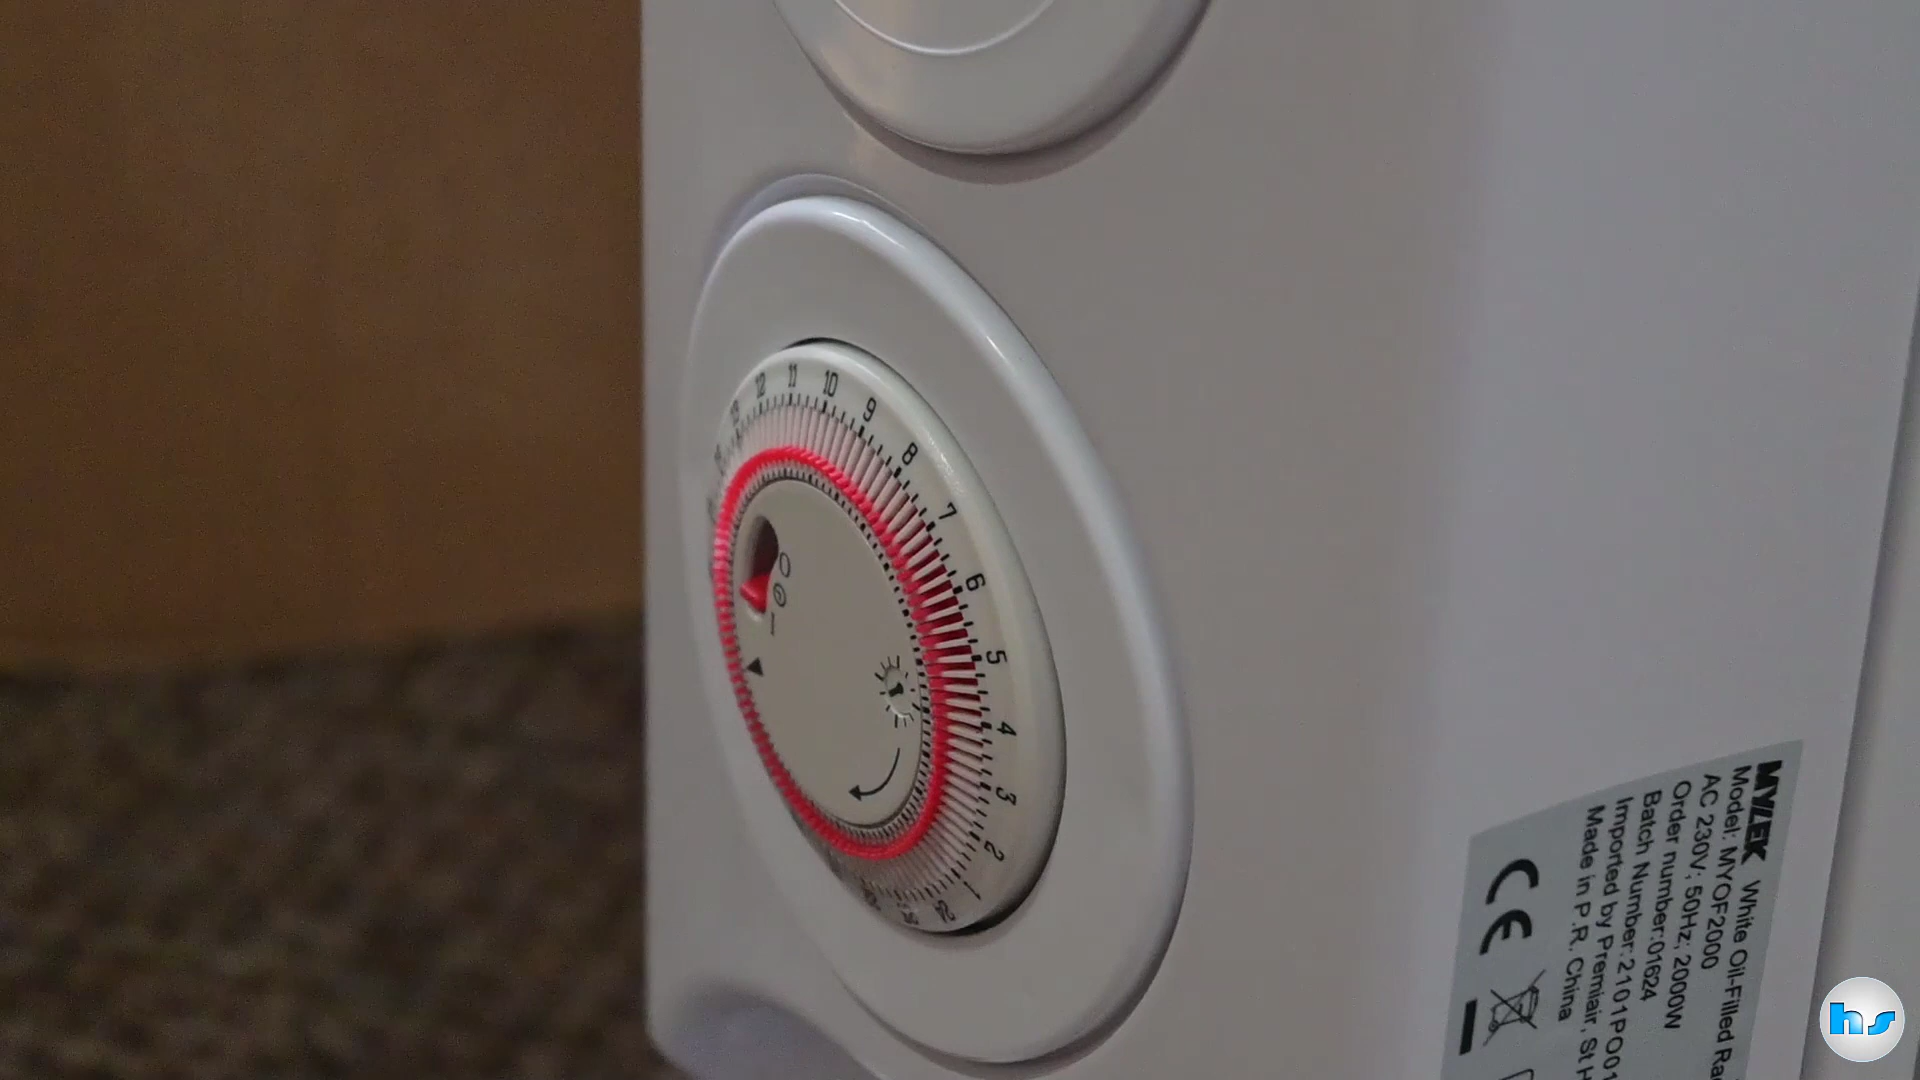 12 11 10 9 8 7 6 5 4 3 2 1 24
MYLEK White Oil-Filled
Model: MYOF2000
AC 230V; 50Hz; 2000W
Order number:01624
Batch Number:2101PO01
Imported by Premiair, St
Made in P.R. China
CE
hs